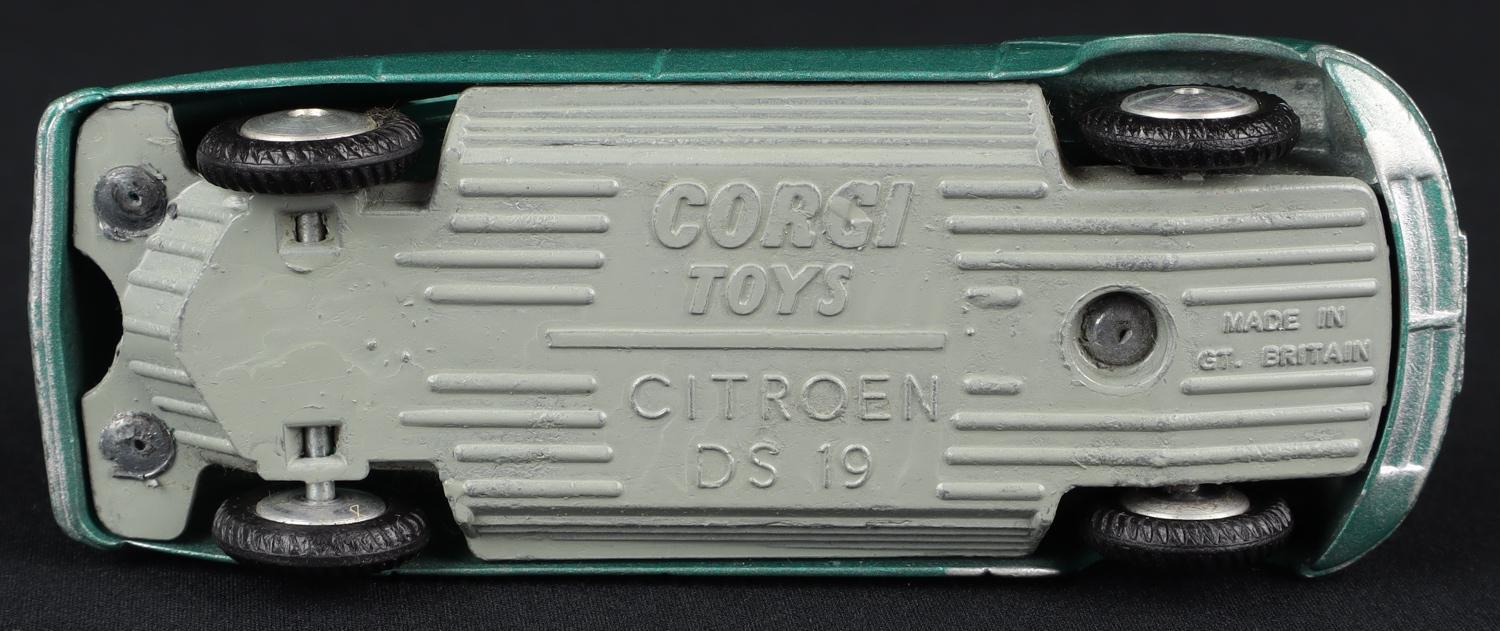 CORGI
TOYS
CITROEN
DS 19
MADE IN
GT. BRITAIN